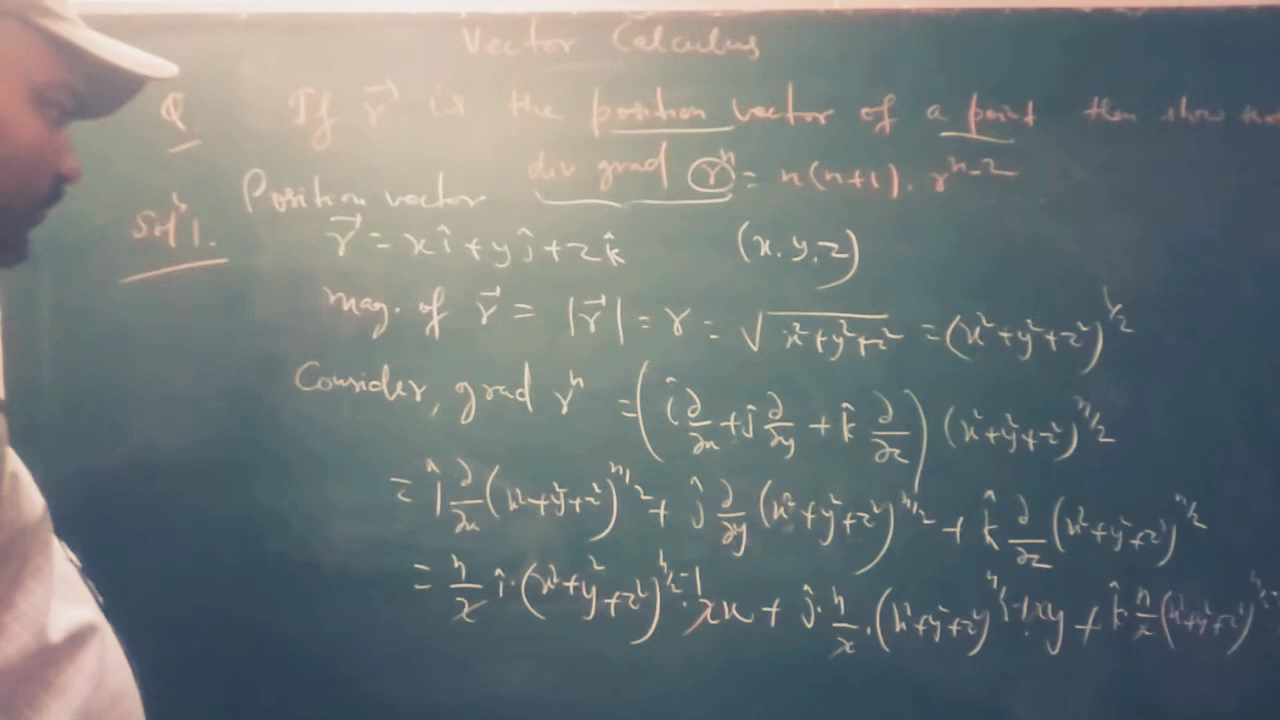 Vector Calculus
Q If r⃗ is the position vector of a point then show
div grad rⁿ = n(n+1). rⁿ⁻²
Solⁿ1. Position vector
r⃗ = xî + yĵ + zk̂ (x,y,z)
Mag. of r⃗ = |r⃗| = r = √(x²+y²+z²) = (x²+y²+z²)^1/2
Consider, grad rⁿ = (î ∂/∂x + ĵ ∂/∂y + k̂ ∂/∂z) (x²+y²+z²)^n/2
= î ∂/∂x (x²+y²+z²)^n/2 + ĵ ∂/∂y (x²+y²+z²)^n/2 + k̂ ∂/∂z (x²+y²+z²)^n/2
= n/2 î.(x²+y²+z²)^n/2-1 . 2x + ĵ. n/2 .(x²+y²+z²)^n/2-1 . 2y + k̂ n/2 (x²+y²+z²)